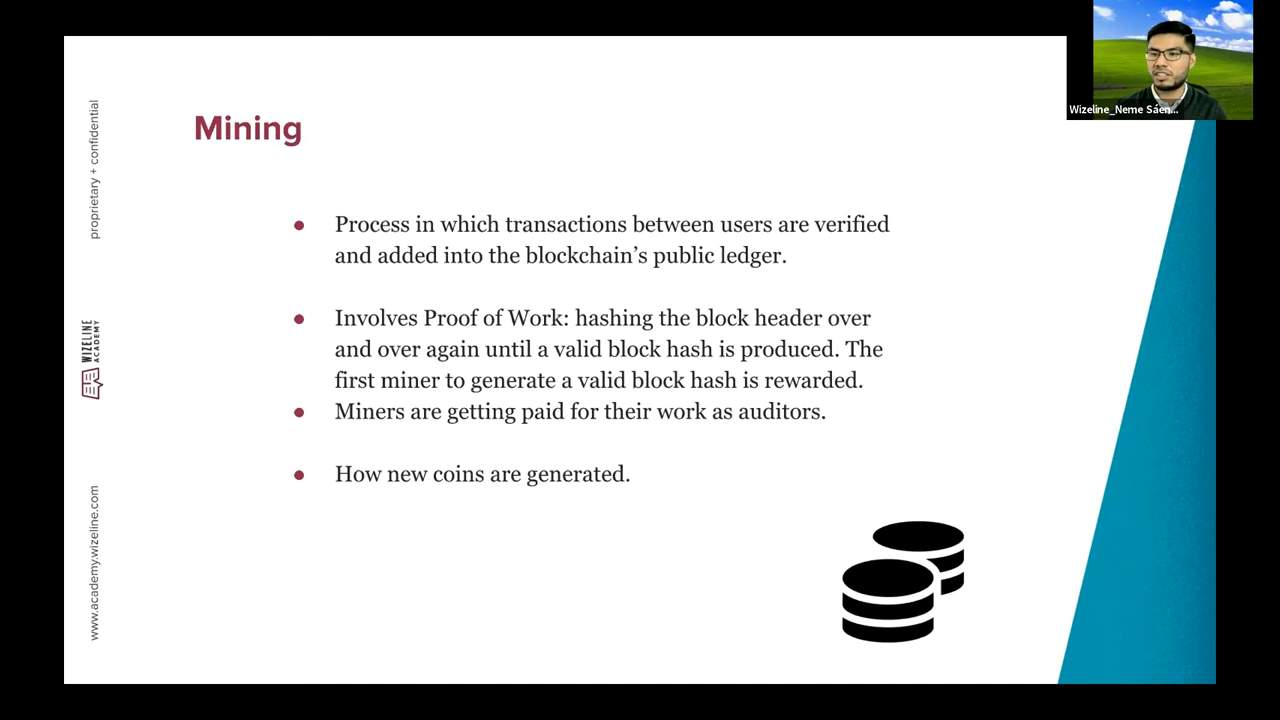 Wizeline_Neme Sáen...
proprietary + confidential
WIZELINE
ACADEMY
www.academy.wizeline.com
Mining
● Process in which transactions between users are verified
and added into the blockchain’s public ledger.
● Involves Proof of Work: hashing the block header over
and over again until a valid block hash is produced. The
first miner to generate a valid block hash is rewarded.
● Miners are getting paid for their work as auditors.
● How new coins are generated.